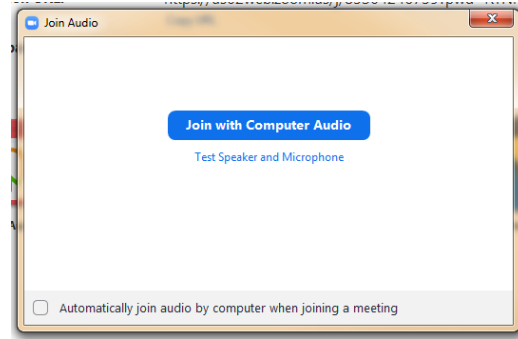 Join Audio
Join with Computer Audio
Test Speaker and Microphone
Automatically join audio by computer when joining a meeting